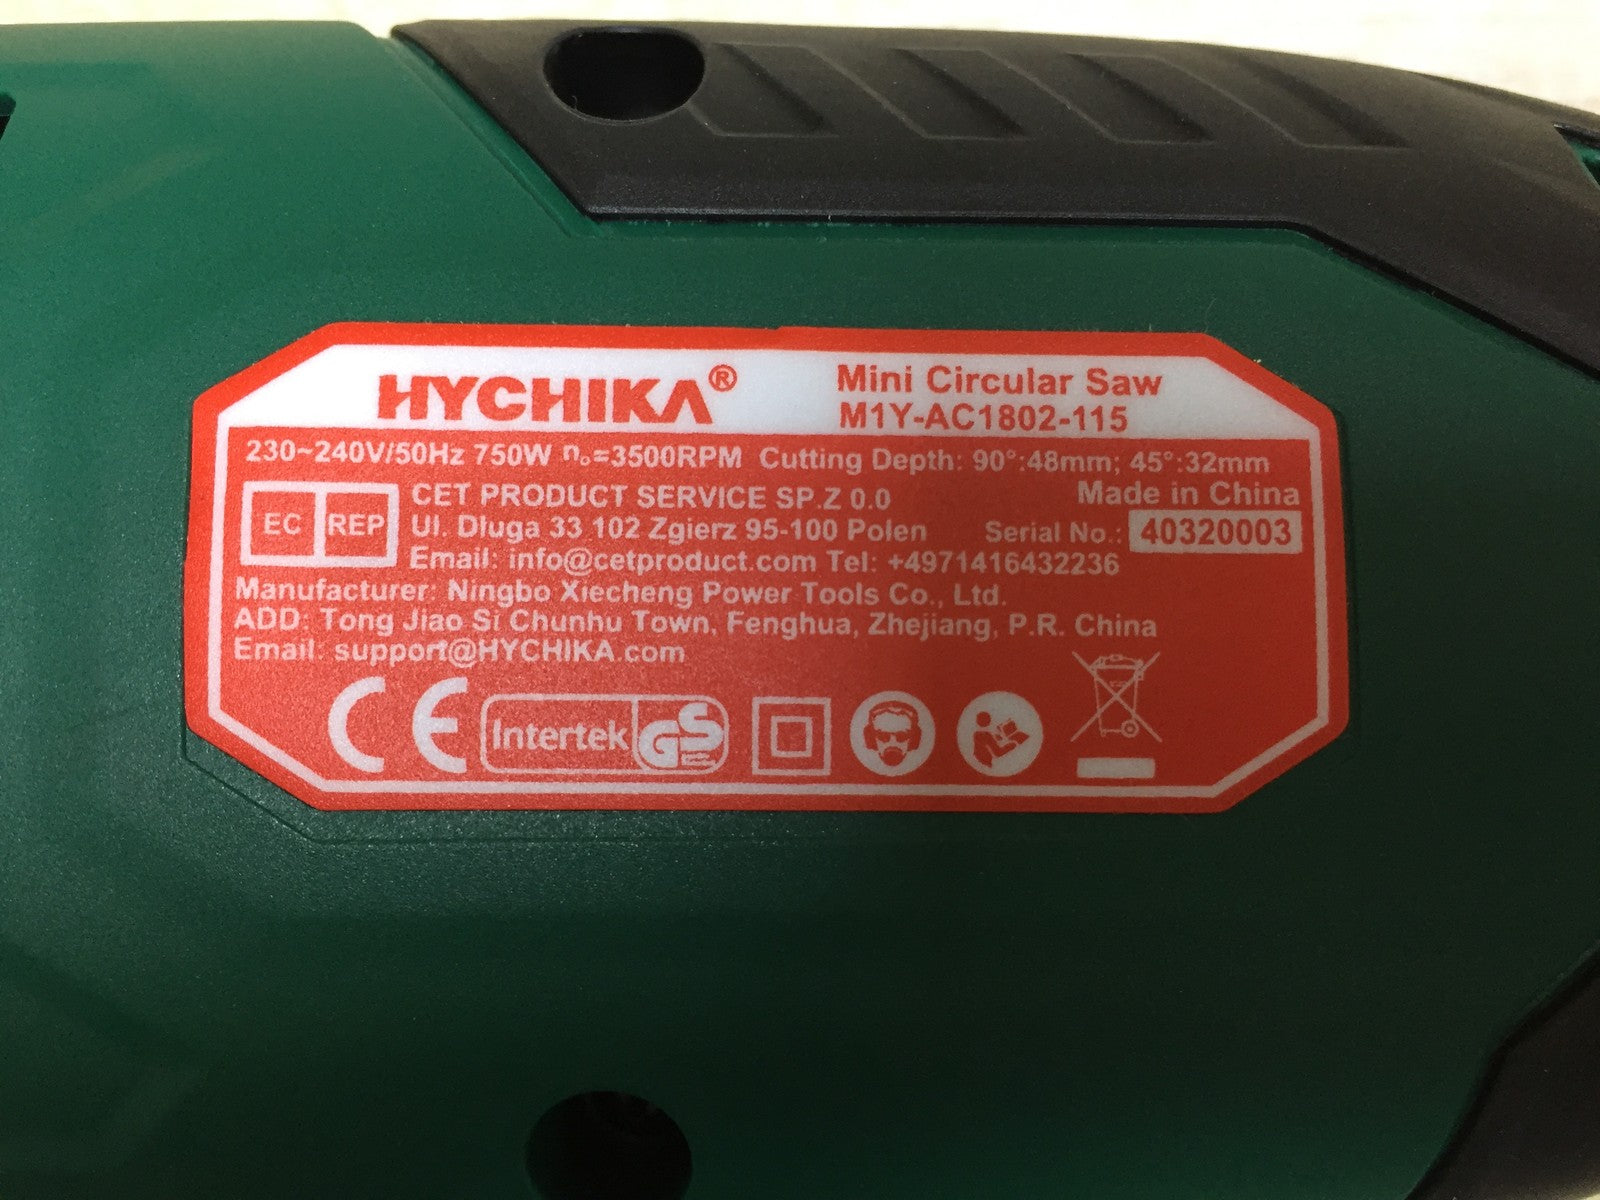 HYCHIKA®
Mini Circular Saw
M1Y-AC1802-115
230~240V/50Hz 750W n₀=3500RPM Cutting Depth: 90°:48mm; 45°:32mm
EC REP
CET PRODUCT SERVICE SP.Z 0.0
Made in China
Ul. Dluga 33 102 Zgierz 95-100 Polen
Serial No.: 40320003
Email: info@cetproduct.com Tel: +4971416432236
Manufacturer: Ningbo Xiecheng Power Tools Co., Ltd.
ADD: Tong Jiao Si Chunhu Town, Fenghua, Zhejiang, P.R. China
Email: support@HYCHIKA.com
CE Intertek GS